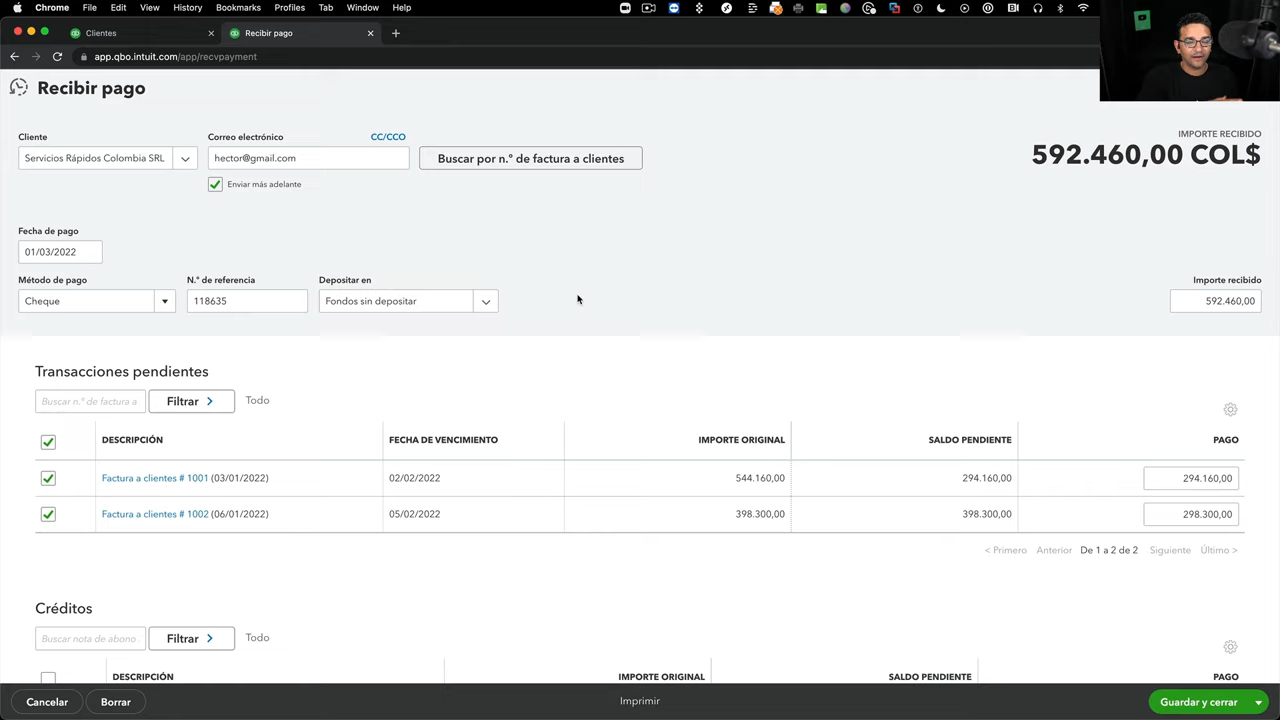 Chrome File Edit View History Bookmarks Profiles Tab Window Help
Clientes
Recibir pago
app.qbo.intuit.com/app/recvpayment
Recibir pago
Cliente
Correo electrónico
CC/CCO
Servicios Rápidos Colombia SRL
hector@gmail.com
Buscar por n.º de factura a clientes
Enviar más adelante
IMPORTE RECIBIDO
592.460,00 COL$
Fecha de pago
01/03/2022
Método de pago
N.º de referencia
Depositar en
Importe recibido
Cheque
118635
Fondos sin depositar
592.460,00
Transacciones pendientes
Buscar n.º de factura a
Filtrar >
Todo
DESCRIPCIÓN FECHA DE VENCIMIENTO IMPORTE ORIGINAL SALDO PENDIENTE PAGO
Factura a clientes # 1001 (03/01/2022) 02/02/2022 544.160,00 294.160,00 294.160,00
Factura a clientes # 1002 (06/01/2022) 05/02/2022 398.300,00 398.300,00 298.300,00
< Primero Anterior De 1 a 2 de 2 Siguiente Último >
Créditos
Buscar nota de abono
Filtrar >
Todo
DESCRIPCIÓN IMPORTE ORIGINAL SALDO PENDIENTE PAGO
Cancelar
Borrar
Imprimir
Guardar y cerrar